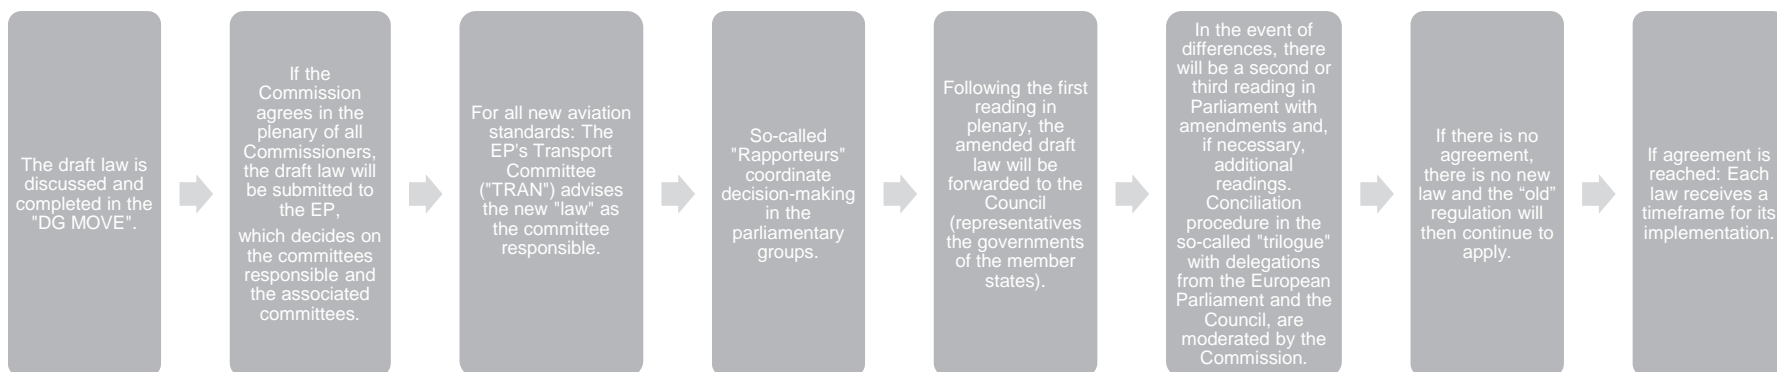 The draft law is
discussed and
completed in the
"DG MOVE".
If the
Commission
agrees in the
plenary of all
Commissioners,
the draft law will
be submitted to
the EP,
which decides on
the committees
responsible and
the associated
committees.
For all new aviation
standards: The
EP's Transport
Committee
("TRAN") advises
the new "law" as
the committee
responsible.
So-called
"Rapporteurs"
coordinate
decision-making
in the
parliamentary
groups.
Following the first
reading in
plenary, the
amended draft
law will be
forwarded to the
Council
(representatives
the governments
of the member
states).
In the event of
differences, there
will be a second or
third reading in
Parliament with
amendments and,
if necessary,
additional
readings.
Conciliation
procedure in the
so-called "trilogue"
with delegations
from the European
Parliament and the
Council, are
moderated by the
Commission.
If there is no
agreement,
there is no new
law and the “old”
regulation will
then continue to
apply.
If agreement is
reached: Each
law receives a
timeframe for its
implementation.